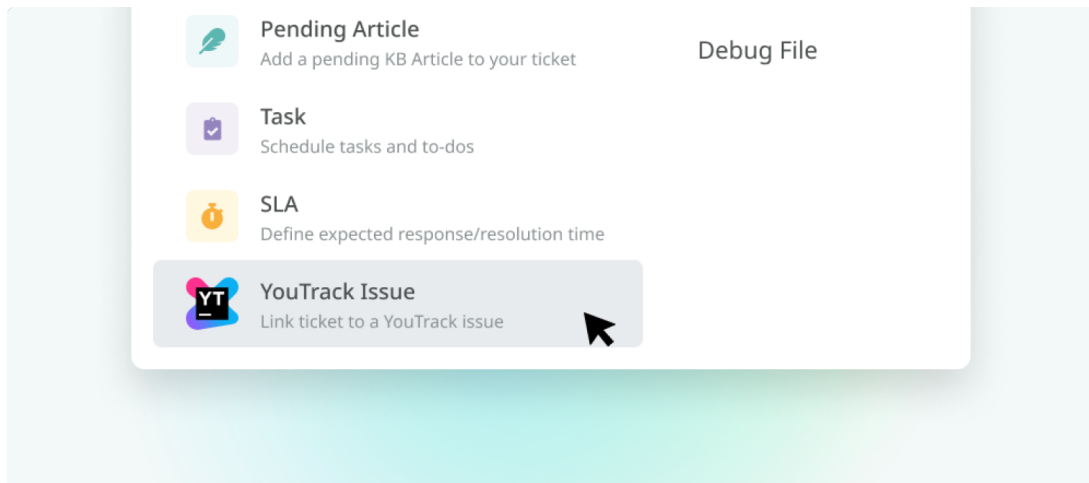 Pending Article
Add a pending KB Article to your ticket
Debug File
Task
Schedule tasks and to-dos
SLA
Define expected response/resolution time
YT
YouTrack Issue
Link ticket to a YouTrack issue